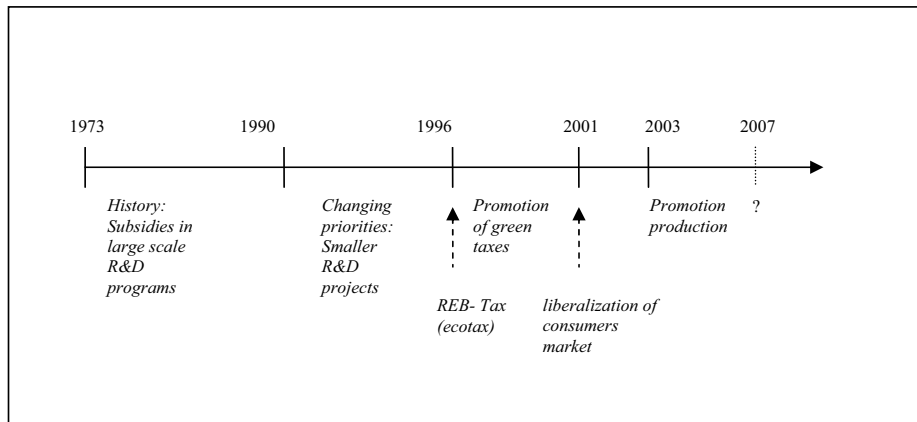 1973 1990 1996 2001 2003 2007
History:
Subsidies in
large scale
R&D
programs
Changing
priorities:
Smaller
R&D
projects
Promotion
of green
taxes
Promotion
production
?
REB- Tax
(ecotax)
liberalization of
consumers
market